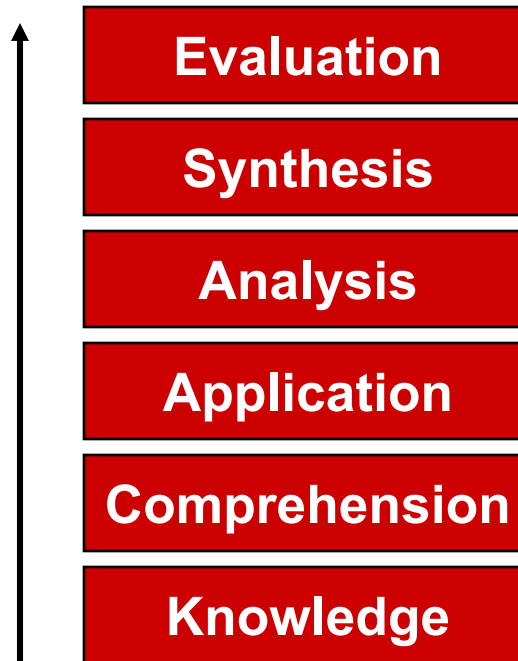 Evaluation
Synthesis
Analysis
Application
Comprehension
Knowledge